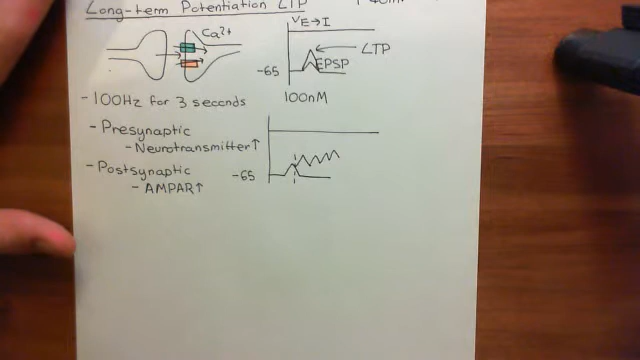 Long-term Potentiation LTP
Ca2+
VE→I
LTP
EPSP
-65
100nM
- 100Hz for 3 seconds
- Presynaptic
- Neurotransmitter↑
- Postsynaptic
- AMPAR↑
-65